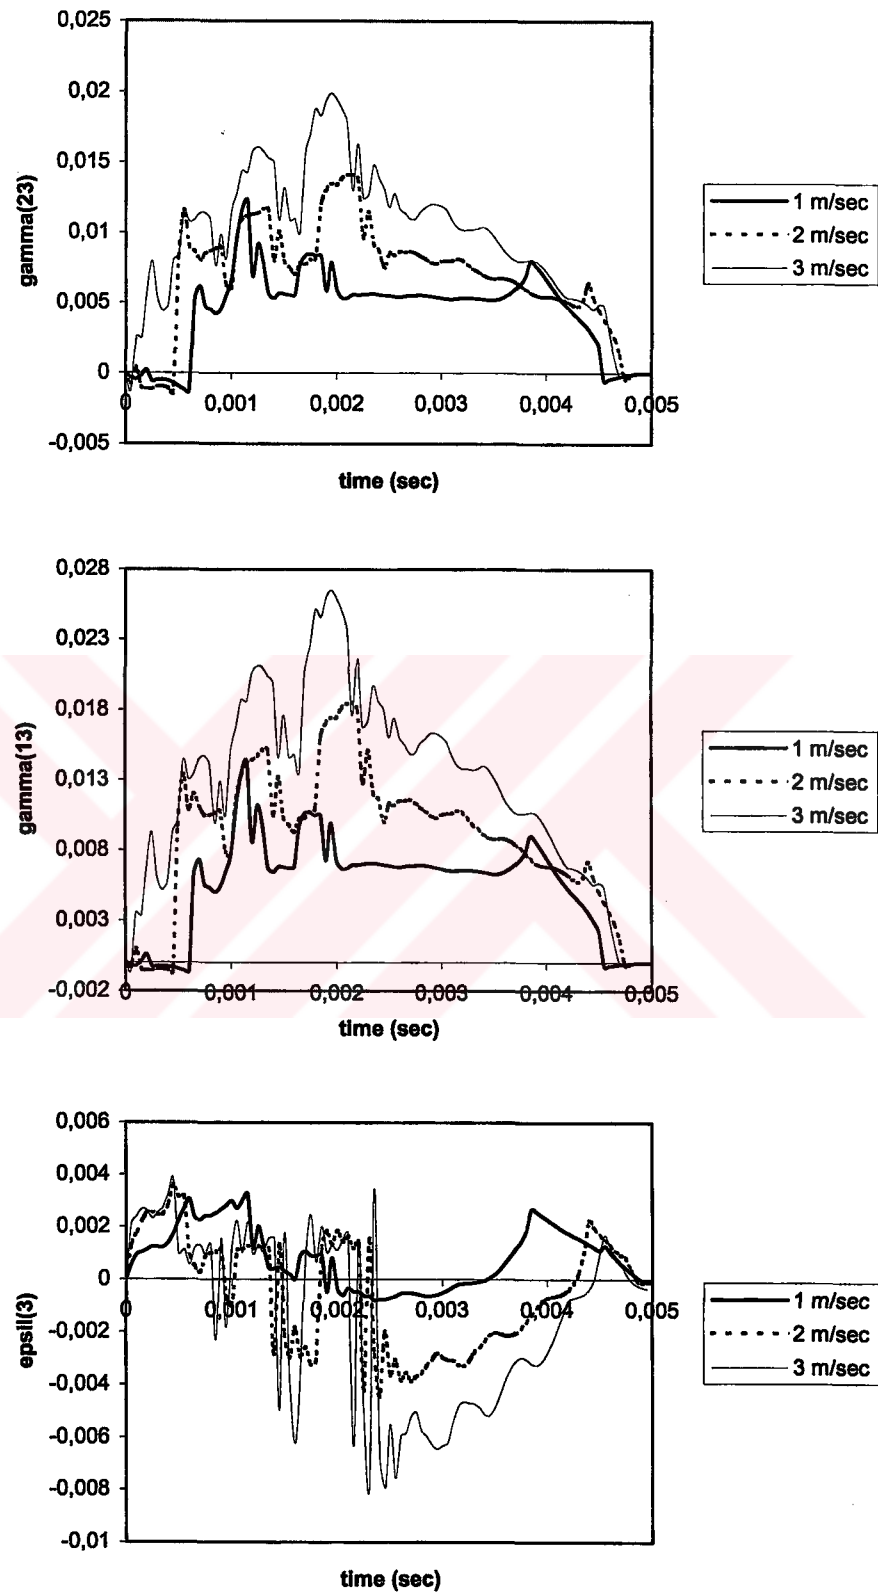 0,025
0,02
0,015
0,01
0,005
0
-0,005
gamma(23)
0 0,001 0,002 0,003 0,004 0,005
time (sec)
1 m/sec
2 m/sec
3 m/sec
0,028
0,023
0,018
0,013
0,008
0,003
-0,002
gamma(13)
0 0,001 0,002 0,003 0,004 0,005
time (sec)
1 m/sec
2 m/sec
3 m/sec
0,006
0,004
0,002
0
-0,002
-0,004
-0,006
-0,008
-0,01
epsil(3)
0 0,001 0,002 0,003 0,004 0,005
time (sec)
1 m/sec
2 m/sec
3 m/sec